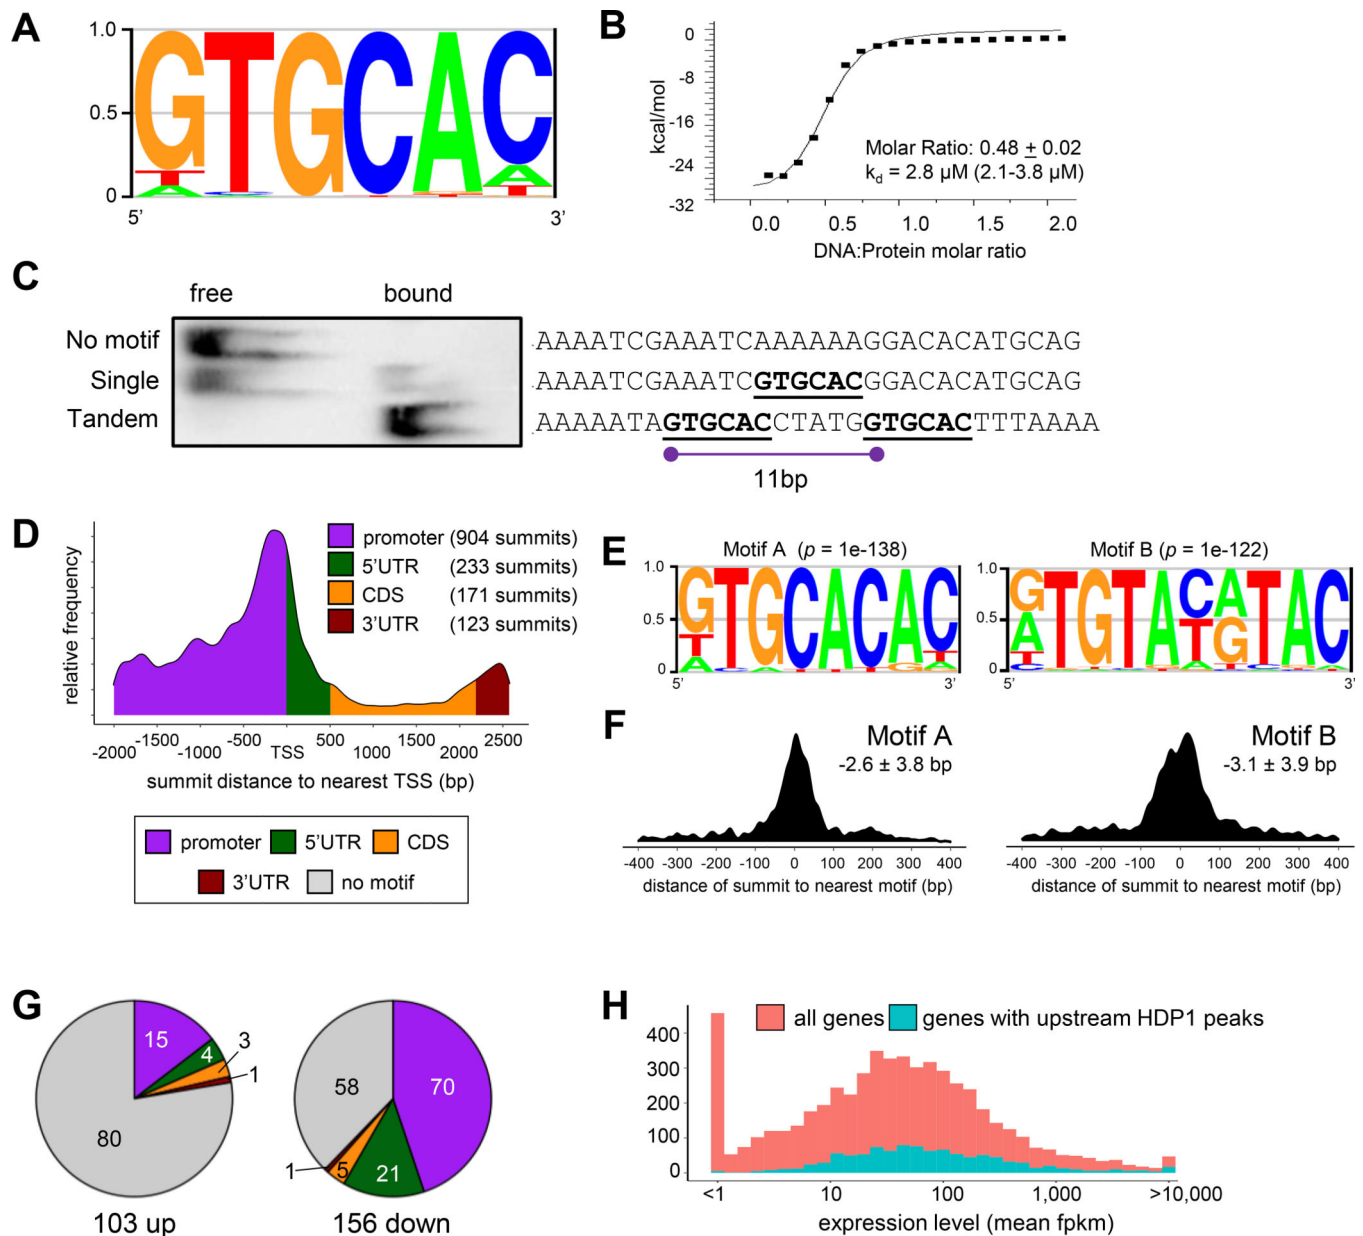 A
1.0
0.5
0
GTGCAC
5’
3’
B
kcal/mol
0
-8
-16
-24
-32
Molar Ratio: 0.48 ± 0.02
kd = 2.8 µM (2.1-3.8 µM)
0.0 0.5 1.0 1.5 2.0
DNA:Protein molar ratio
C
free bound
No motif
Single
Tandem
AAAATCGAAATCAAAAAAGGACACATGCAG
AAAATCGAAATCGTGCACGGACACATGCAG
AAAAATAGTGCACCTATGGTGCACTTTAAAA
11bp
D
relative frequency
promoter (904 summits)
5’UTR (233 summits)
CDS (171 summits)
3’UTR (123 summits)
-2000 -1500 -1000 -500 TSS 500 1000 1500 2000 2500
summit distance to nearest TSS (bp)
promoter 5’UTR CDS
3’UTR no motif
E
Motif A (p = 1e-138)
1.0
0.5
0
GTGCACAC
5’ 3’
Motif B (p = 1e-122)
1.0
0.5
0
GTGTACATAC
5’ 3’
F
Motif A
-2.6 ± 3.8 bp
-400 -300 -200 -100 0 100 200 300 400
distance of summit to nearest motif (bp)
Motif B
-3.1 ± 3.9 bp
-400 -300 -200 -100 0 100 200 300 400
distance of summit to nearest motif (bp)
G
15
4
3
1
80
103 up
70
21
5
1
58
156 down
H
all genes genes with upstream HDP1 peaks
400
300
200
100
0
<1 10 100 1,000 >10,000
expression level (mean fpkm)